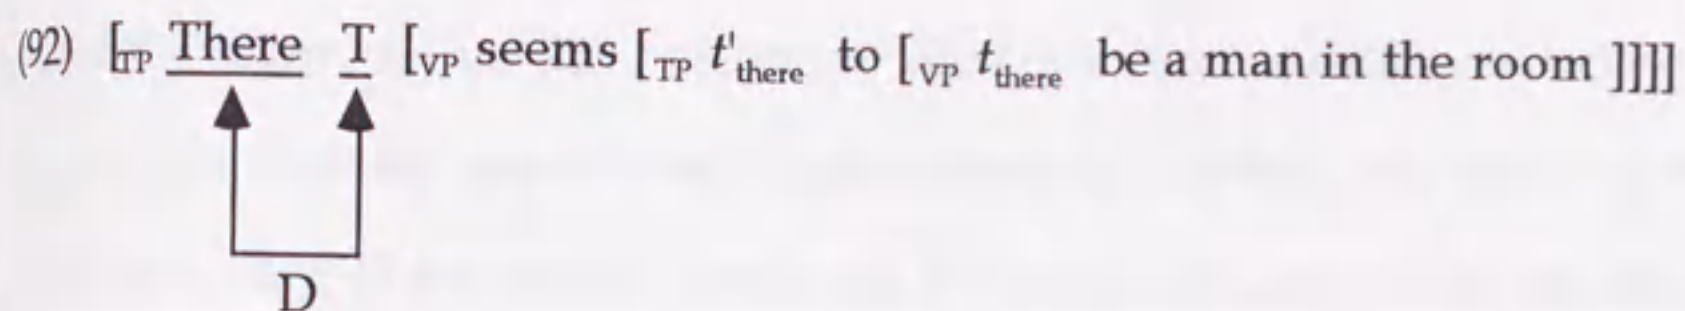 (92) [TP There T [VP seems [TP t'there to [VP tthere be a man in the room ]]]]
D